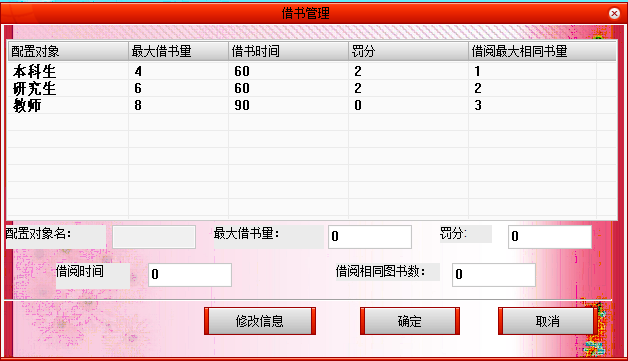 借书管理
配置对象 最大借书量 借书时间 罚分 借阅最大相同书量
本科生 4 60 2 1
研究生 6 60 2 2
教师 8 90 0 3
配置对象名： 最大借书量： 0 罚分: 0
借阅时间 0 借阅相同图书数： 0
修改信息 确定 取消